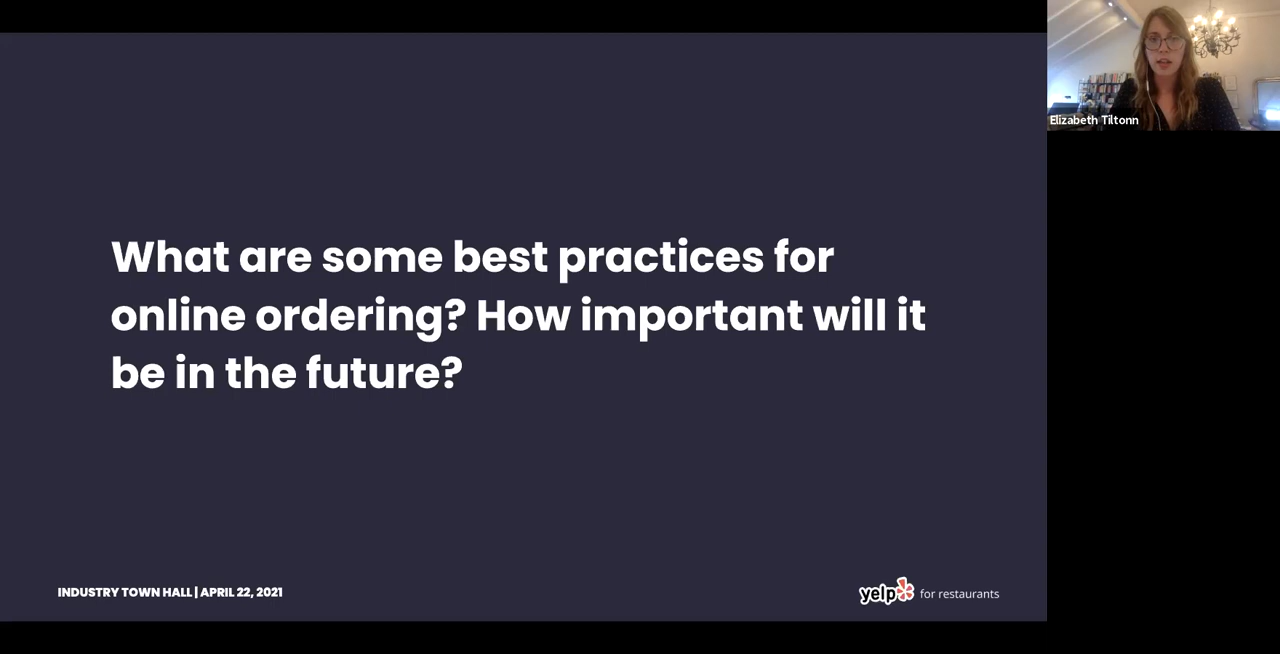 Elizabeth Tiltonn
What are some best practices for
online ordering? How important will it
be in the future?
INDUSTRY TOWN HALL | APRIL 22, 2021
yelp for restaurants